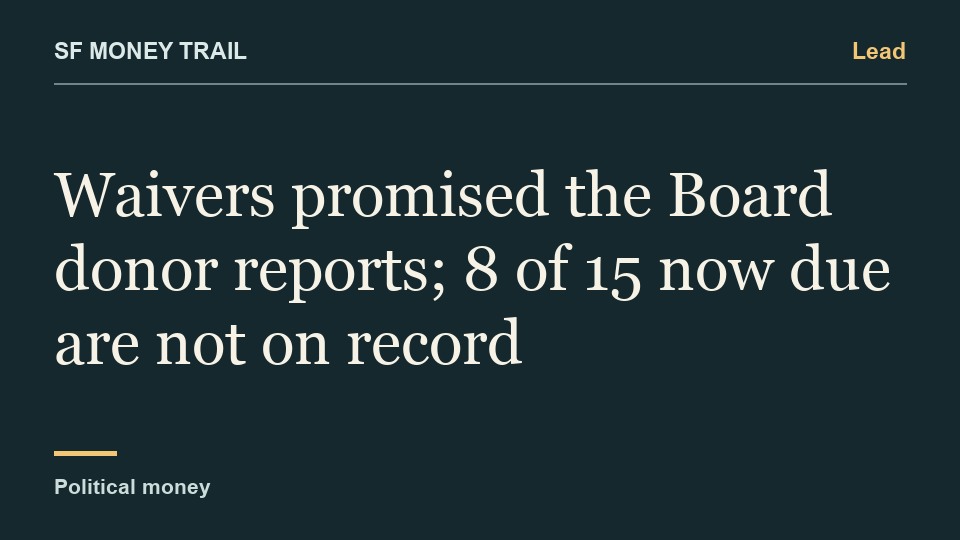 SF MONEY TRAIL
Lead
Waivers promised the Board
donor reports; 8 of 15 now due
are not on record
Political money